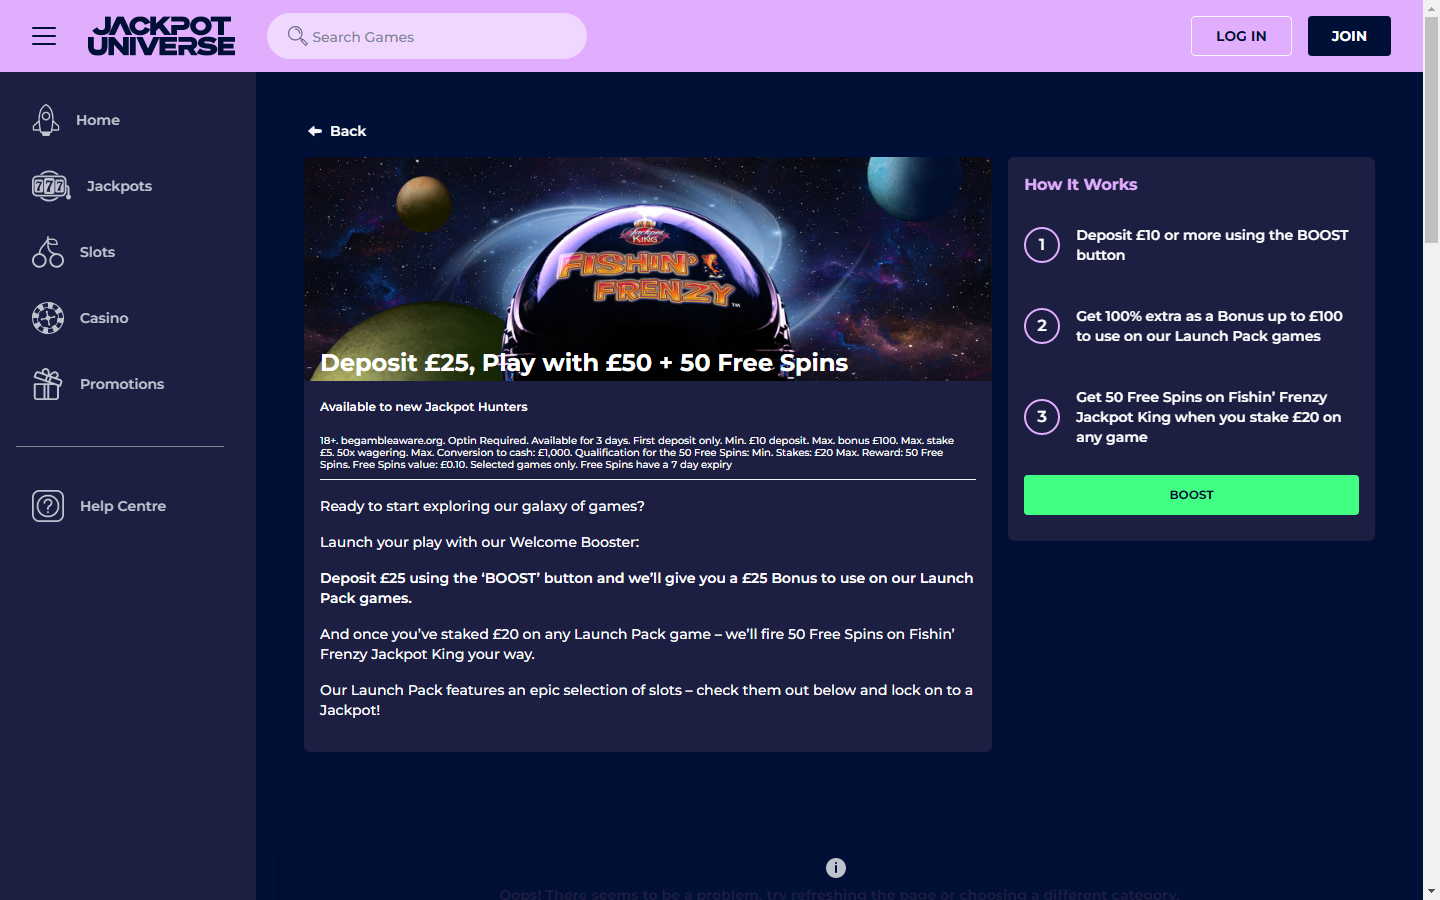 JACKPOT
UNIVERSE
Search Games
LOG IN
JOIN
Home
777
Jackpots
Slots
Casino
Promotions
Help Centre
Back
Jackpot
KING
FISHIN'
FRENZY™
Deposit £25, Play with £50 + 50 Free Spins
Available to new Jackpot Hunters
18+. begambleaware.org. Optin Required. Available for 3 days. First deposit only. Min. £10 deposit. Max. bonus £100. Max. stake
£5. 50x wagering. Max. Conversion to cash: £1,000. Qualification for the 50 Free Spins: Min. Stakes: £20 Max. Reward: 50 Free
Spins. Free Spins value: £0.10. Selected games only. Free Spins have a 7 day expiry
Ready to start exploring our galaxy of games?
Launch your play with our Welcome Booster:
Deposit £25 using the ‘BOOST’ button and we’ll give you a £25 Bonus to use on our Launch
Pack games.
And once you’ve staked £20 on any Launch Pack game – we’ll fire 50 Free Spins on Fishin’
Frenzy Jackpot King your way.
Our Launch Pack features an epic selection of slots – check them out below and lock on to a
Jackpot!
How It Works
1
Deposit £10 or more using the BOOST
button
2
Get 100% extra as a Bonus up to £100
to use on our Launch Pack games
3
Get 50 Free Spins on Fishin’ Frenzy
Jackpot King when you stake £20 on
any game
BOOST
Oops! There seems to be a problem, try refreshing the page or choosing a different category.